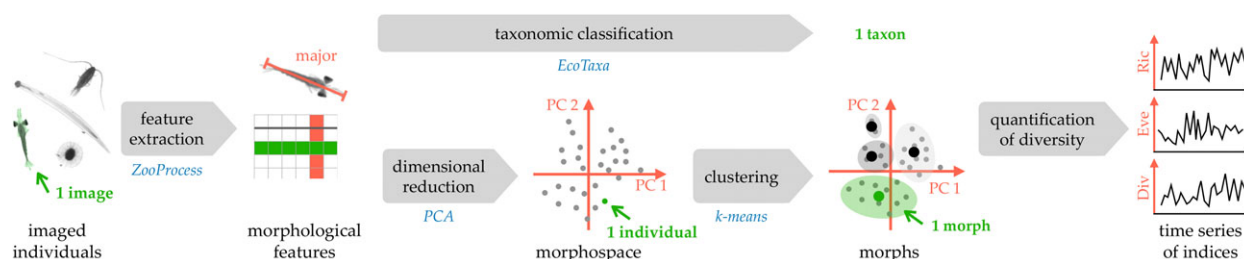 taxonomic classification
EcoTaxa
1 taxon
major
feature
extraction
ZooProcess
1 image
imaged
individuals
morphological
features
dimensional
reduction
PCA
PC 2
PC 1
1 individual
morphospace
clustering
k-means
PC 2
PC 1
1 morph
morphs
quantification
of diversity
Ric
Eve
Div
time series
of indices